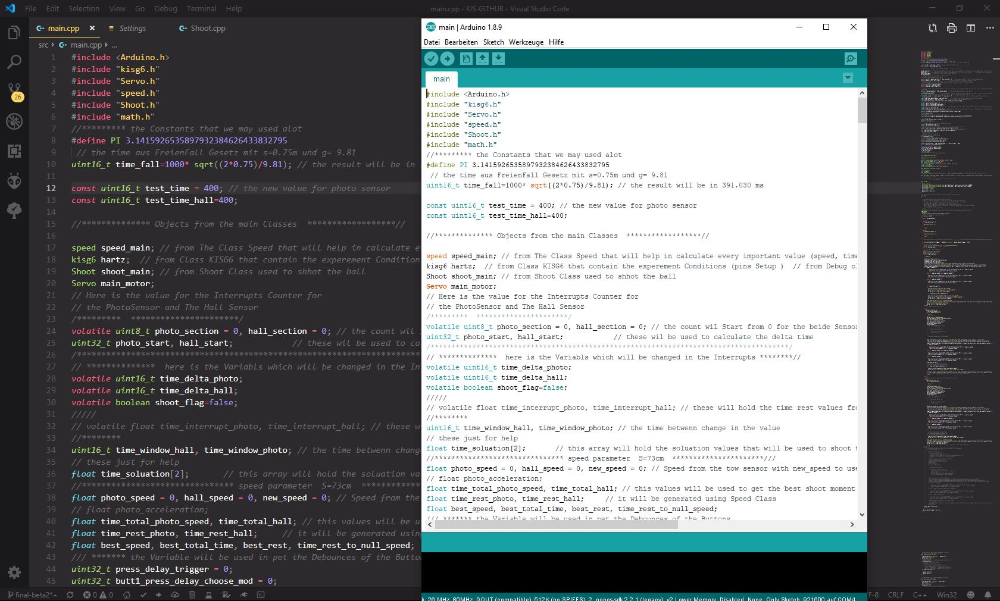 File Edit Selection View Go Debug Terminal Help
main.cpp - KIS-GITHUB - Visual Studio Code
main.cpp Settings Shoot.cpp
src main.cpp ...
26
1 #include <Arduino.h>
2 #include "kisg6.h"
3 #include "Servo.h"
4 #include "speed.h"
5 #include "Shoot.h"
6 #include "math.h"
7 //********* the Constants that we may used alot
8 #define PI 3.1415926535897932384626433832795
9 // the time aus FreienFall Gesetz mit s=0.75m und g= 9.81
10 uint16_t time_fall=1000* sqrt((2*0.75)/9.81); // the result will be in
11
12 const uint16_t test_time = 400; // the new value for photo sensor
13 const uint16_t test_time_hall=400;
14
15 //************** Objects from the main Classes ******************//
16
17 speed speed_main; // from The Class Speed that will help in calculate e
18 kisg6 hartz; // from Class KISG6 that contain the experement Condition
19 Shoot shoot_main; // from Shoot CLass used to shhot the ball
20 Servo main_motor;
21 // Here is the value for the Interrupts Counter for
22 // the PhotoSensor and The Hall Sensor
23 /********* **********************/
24 volatile uint8_t photo_section = 0, hall_section = 0; // the count wil
25 uint32_t photo_start, hall_start; // these wil be used to ca
26 /**********************************************************************
27 // ************** here is the Variabls which will be changed in the In
28 volatile uint16_t time_delta_photo;
29 volatile uint16_t time_delta_hall;
30 volatile boolean shoot_flag=false;
31 /////
32 // volatile float time_interrupt_photo, time_interrupt_hall; // these w
33 //********
34 uint16_t time_window_hall, time_window_photo; // the time betwenn chang
35 // these just for help
36 float time_soluation[2]; // this array will hold the soluation va
37 //******************************* speed parameter S=73cm ************
38 float photo_speed = 0, hall_speed = 0, new_speed = 0; // Speed from the
39 // float photo_acceleration;
40 float time_total_photo_speed, time_total_hall; // this values will be u
41 float time_rest_photo, time_rest_hall; // it will be generated using
42 float best_speed, best_total_time, best_rest, time_rest_to_null_speed;
43 /// ******* the Variable will be used in pet the Debounces of the Butto
44 uint32_t press_delay_trigger = 0;
45 uint32_t butt1_press_delay_choose_mod = 0;
main | Arduino 1.8.9
Datei Bearbeiten Sketch Werkzeuge Hilfe
main
#include <Arduino.h>
#include "kisg6.h"
#include "Servo.h"
#include "speed.h"
#include "Shoot.h"
#include "math.h"
//********* the Constants that we may used alot
#define PI 3.1415926535897932384626433832795
// the time aus FreienFall Gesetz mit s=0.75m und g= 9.81
uint16_t time_fall=1000* sqrt((2*0.75)/9.81); // the result will be in 391.030 ms
const uint16_t test_time = 400; // the new value for photo sensor
const uint16_t test_time_hall=400;
//************** Objects from the main Classes ******************//
speed speed_main; // from The Class Speed that will help in calculate every important value (speed, time
kisg6 hartz; // from Class KISG6 that contain the experement Conditions (pins Setup ) // from Debug cl
Shoot shoot_main; // from Shoot CLass used to shhot the ball
Servo main_motor;
// Here is the value for the Interrupts Counter for
// the PhotoSensor and The Hall Sensor
/********* **********************/
volatile uint8_t photo_section = 0, hall_section = 0; // the count wil Start from 0 for the beide Sensor
uint32_t photo_start, hall_start; // these wil be used to calculate the delta time
/**************************************************************************************/
// ************** here is the Variabls which will be changed in the Interrupts ********//
volatile uint16_t time_delta_photo;
volatile uint16_t time_delta_hall;
volatile boolean shoot_flag=false;
/////
// volatile float time_interrupt_photo, time_interrupt_hall; // these will hold the time rest values fro
//********
uint16_t time_window_hall, time_window_photo; // the time betwenn change in the value
// these just for help
float time_soluation[2]; // this array will hold the soluation values that will be used to shoot t
//******************************* speed parameter S=73cm **********************///
float photo_speed = 0, hall_speed = 0, new_speed = 0; // Speed from the tow sensor with new_speed to use
// float photo_acceleration;
float time_total_photo_speed, time_total_hall; // this values will be used to get the best shoot moment
float time_rest_photo, time_rest_hall; // it will be generated using Speed Class
float best_speed, best_total_time, best_rest, time_rest_to_null_speed;
/// ******* the Variable will be used in pet the Debounces of the Buttons
k, 26 MHz, 80MHz, DOUT (compatible), 512K (no SPIFFS), 2, nonos-sdk 2.2.1 (legacy), v2 Lower Memory, Disabled, None, Only Sketch, 921600 auf COM4
final-beta2*+ 0 0 TF-8 CRLF C++ Win32